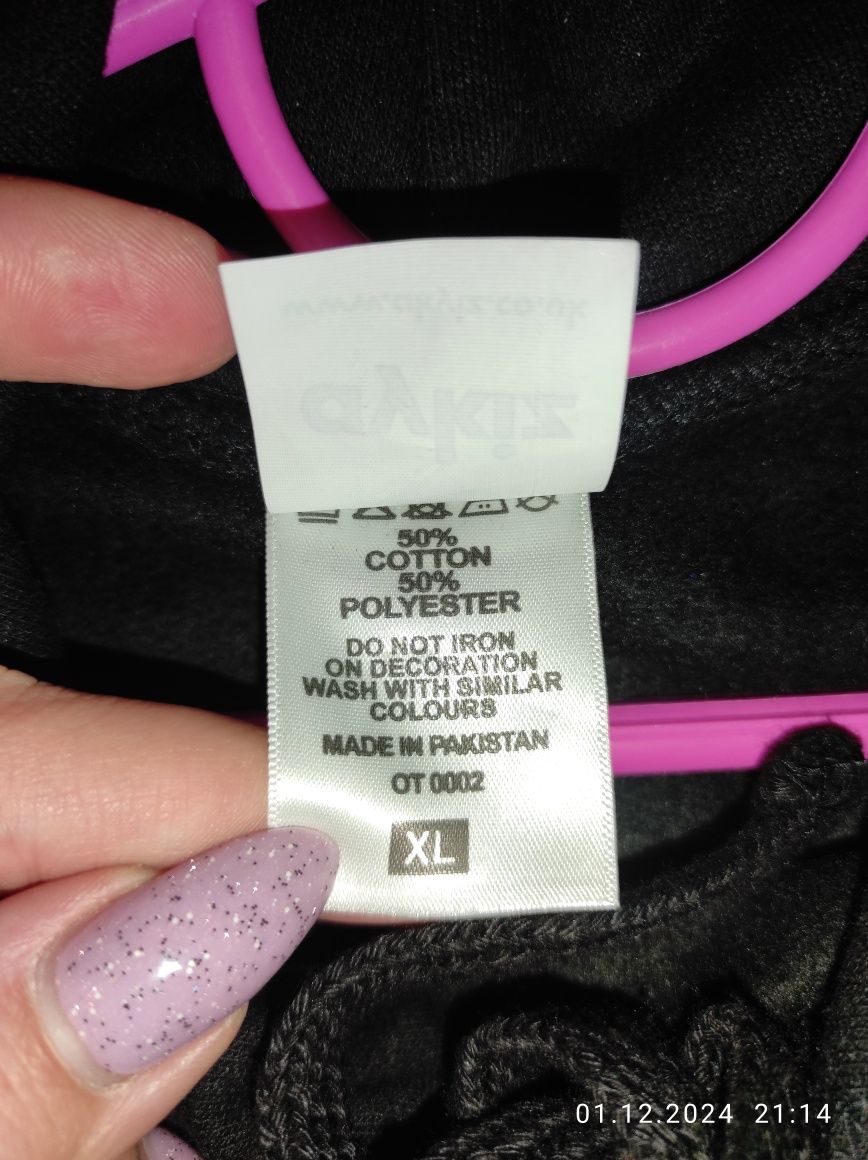 50%
COTTON
50%
POLYESTER
DO NOT IRON
ON DECORATION
WASH WITH SIMILAR
COLOURS
MADE IN PAKISTAN
OT 0002
XL
01.12.2024 21:14